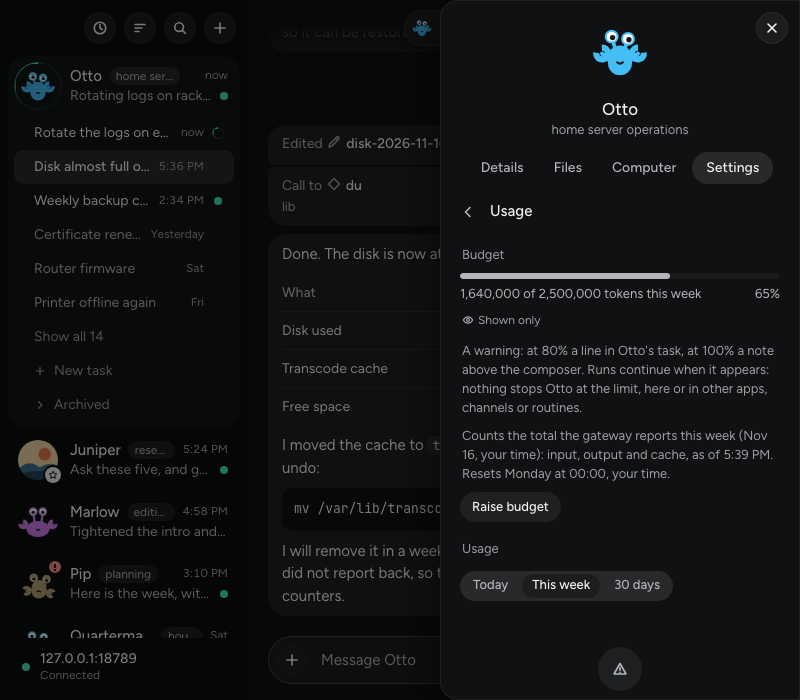 Otto home ser... now
Rotating logs on rack...
Rotate the logs on e... now
Disk almost full o... 5:36 PM
Weekly backup c... 2:34 PM
Certificate rene... Yesterday
Router firmware Sat
Printer offline again Fri
Show all 14
+ New task
Archived
Juniper rese... 5:24 PM
Ask these five, and g...
Marlow editi... 4:58 PM
Tightened the intro and...
Pip planning 3:10 PM
Here is the week, wit...
Quarterma hou... Sat
127.0.0.1:18789
Connected
so it can be restor
Edited disk-2026-11-1
Call to du
lib
Done. The disk is now at
What
Disk used
Transcode cache
Free space
I moved the cache to
undo:
mv /var/lib/transco
I will remove it in a week
did not report back, so t
counters.
Message Otto
Otto
home server operations
Details Files Computer Settings
Usage
Budget
1,640,000 of 2,500,000 tokens this week 65%
Shown only
A warning: at 80% a line in Otto's task, at 100% a note
above the composer. Runs continue when it appears:
nothing stops Otto at the limit, here or in other apps,
channels or routines.
Counts the total the gateway reports this week (Nov
16, your time): input, output and cache, as of 5:39 PM.
Resets Monday at 00:00, your time.
Raise budget
Usage
Today This week 30 days